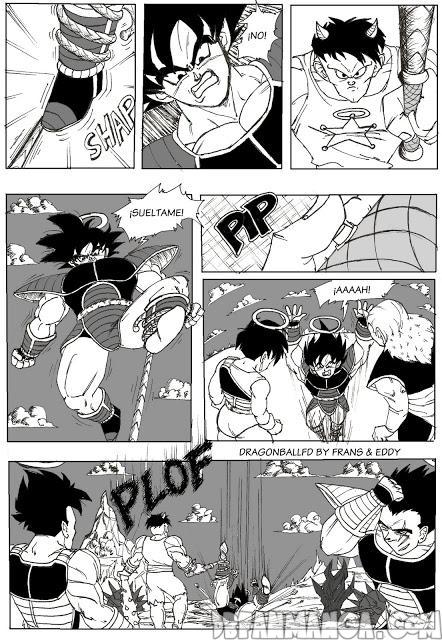 SHAP
¡NO!
¡SUELTAME!
PIP
¡AAAAH!
DRAGONBALLFD BY FRANS & EDDY
PLOF
DBFANMANGA.COM